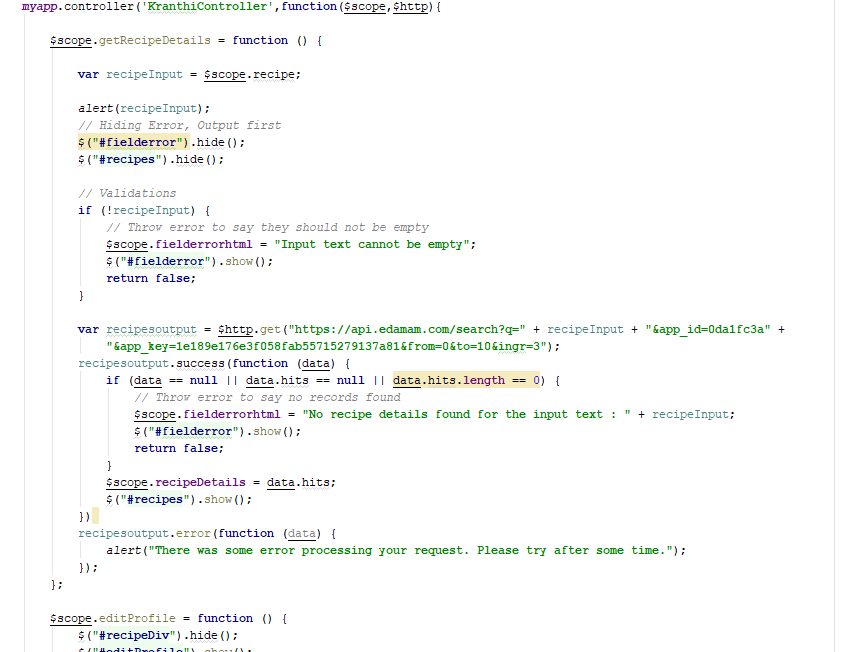 myapp.controller('KranthiController',function($scope,$http){
$scope.getRecipeDetails = function () {
var recipeInput = $scope.recipe;
alert(recipeInput);
// Hiding Error, Output first
$("#fielderror").hide();
$("#recipes").hide();
// Validations
if (!recipeInput) {
// Throw error to say they should not be empty
$scope.fielderrorhtml = "Input text cannot be empty";
$("#fielderror").show();
return false;
}
var recipesoutput = $http.get("https://api.edamam.com/search?q=" + recipeInput + "&app_id=0da1fc3a" +
"&app_key=1e189e176e3f058fab55715279137a81&from=0&to=10&ingr=3");
recipesoutput.success(function (data) {
if (data == null || data.hits == null || data.hits.length == 0) {
// Throw error to say no records found
$scope.fielderrorhtml = "No recipe details found for the input text : " + recipeInput;
$("#fielderror").show();
return false;
}
$scope.recipeDetails = data.hits;
$("#recipes").show();
})
recipesoutput.error(function (data) {
alert("There was some error processing your request. Please try after some time.");
});
};
$scope.editProfile = function () {
$("#recipeDiv").hide();
$("#editProfile").show();